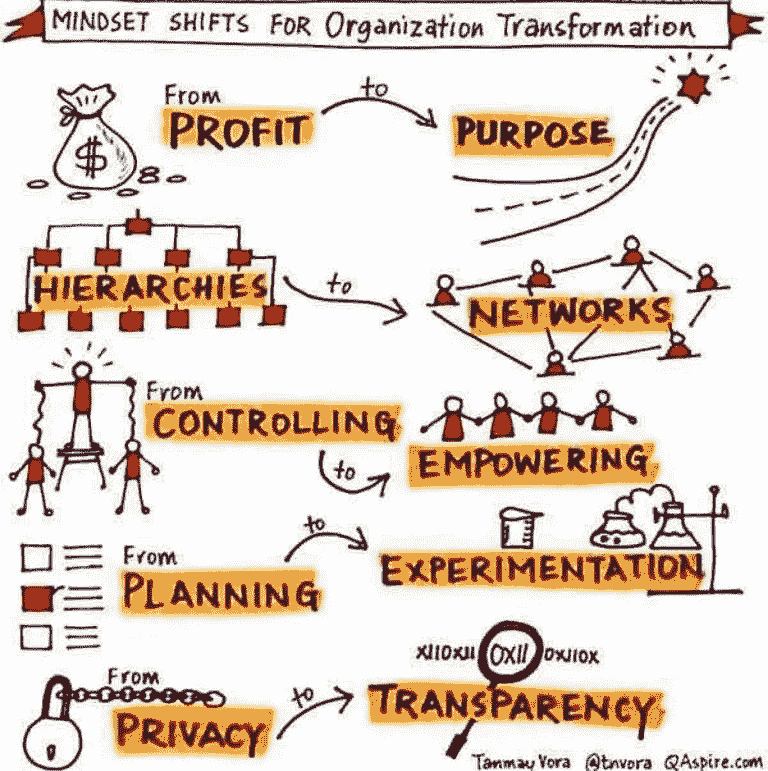 MINDSET SHIFTS FOR Organization Transformation
From to
PROFIT PURPOSE
$
HIERARCHIES to NETWORKS
From
CONTROLLING
to EMPOWERING
to
From EXPERIMENTATION
PLANNING
XIIOXII OXII OXIIOX
From to TRANSPARENCY
PRIVACY
Tanmay Vora @tnvora QAspire.com